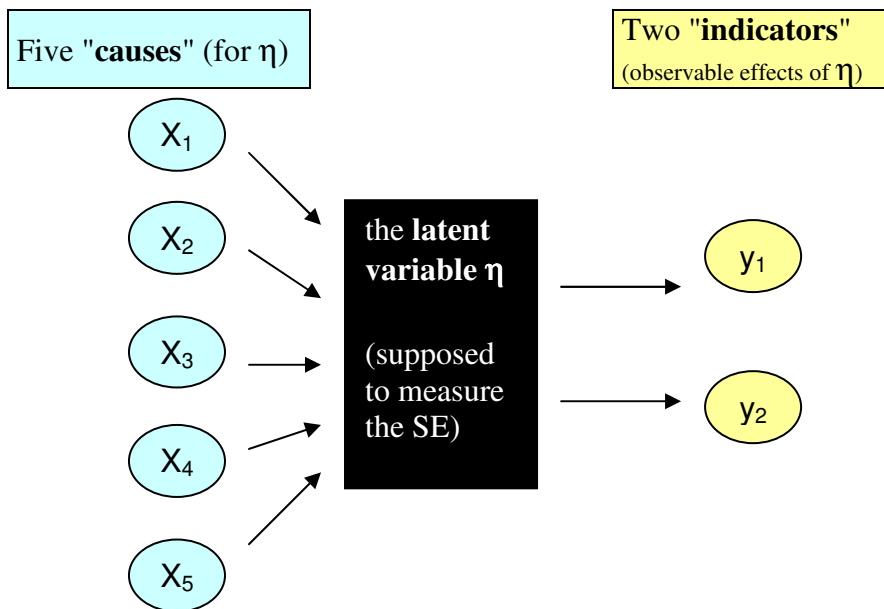 Five "causes" (for η)
Two "indicators"
(observable effects of η)
X₁
X₂
X₃
X₄
X₅
the latent
variable η
(supposed
to measure
the SE)
y₁
y₂